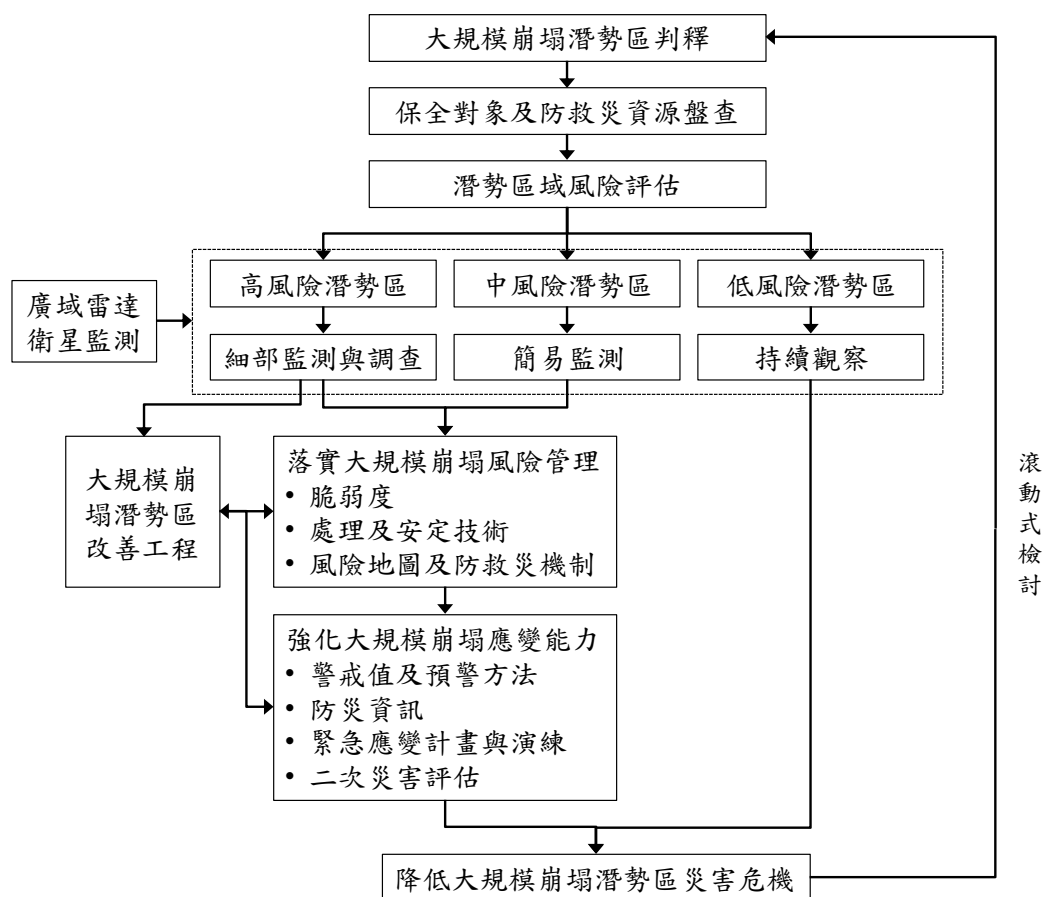 大規模崩塌潛勢區判釋
保全對象及防救災資源盤查
潛勢區域風險評估
高風險潛勢區
中風險潛勢區
低風險潛勢區
廣域雷達
衛星監測
細部監測與調查
簡易監測
持續觀察
大規模崩
塌潛勢區
改善工程
落實大規模崩塌風險管理
• 脆弱度
• 處理及安定技術
• 風險地圖及防救災機制
滾
動
式
檢
討
強化大規模崩塌應變能力
• 警戒值及預警方法
• 防災資訊
• 緊急應變計畫與演練
• 二次災害評估
降低大規模崩塌潛勢區災害危機